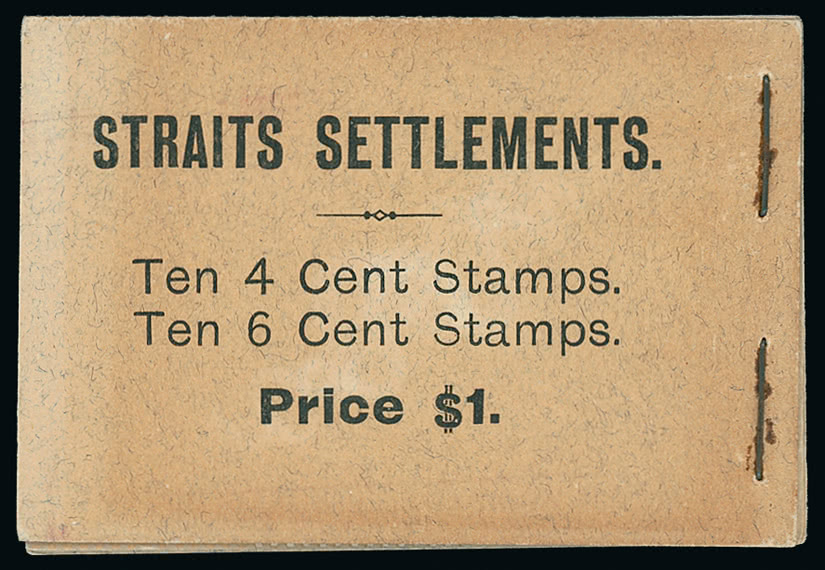 STRAITS SETTLEMENTS.
Ten 4 Cent Stamps.
Ten 6 Cent Stamps.
Price $1.